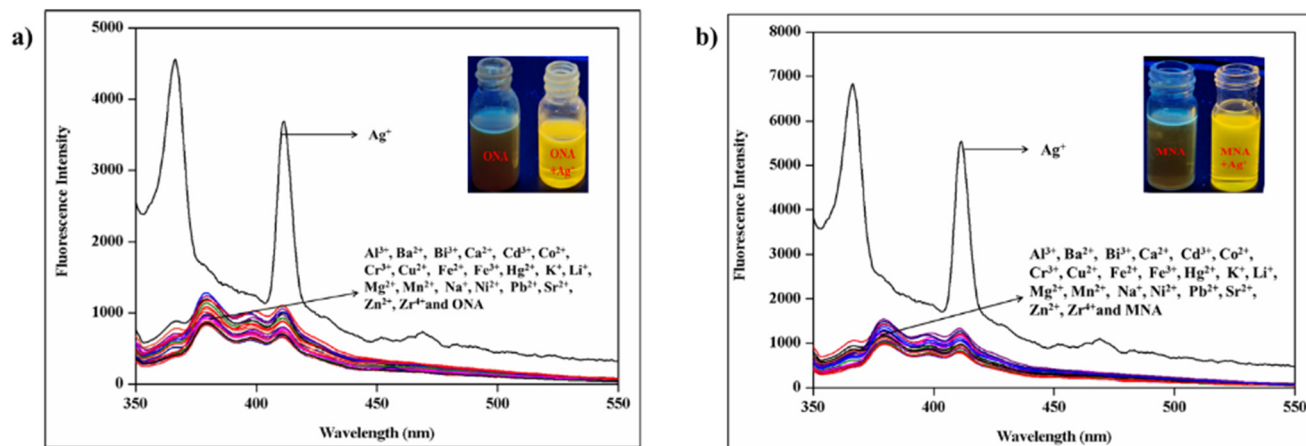 a)
Fluorescence Intensity
5000
4000
3000
2000
1000
0
350
400
450
500
550
Wavelength (nm)
Ag⁺
ONA
ONA
+Ag⁺
Al³⁺, Ba²⁺, Bi³⁺, Ca²⁺, Cd³⁺, Co²⁺,
Cr³⁺, Cu²⁺, Fe²⁺, Fe³⁺, Hg²⁺, K⁺, Li⁺,
Mg²⁺, Mn²⁺, Na⁺, Ni²⁺, Pb²⁺, Sr²⁺,
Zn²⁺, Zr⁴⁺and ONA
b)
Fluorescence Intensity
8000
7000
6000
5000
4000
3000
2000
1000
0
350
400
450
500
550
Wavelength (nm)
Ag⁺
MNA
MNA
+Ag⁺
Al³⁺, Ba²⁺, Bi³⁺, Ca²⁺, Cd³⁺, Co²⁺,
Cr³⁺, Cu²⁺, Fe²⁺, Fe³⁺, Hg²⁺, K⁺, Li⁺,
Mg²⁺, Mn²⁺, Na⁺, Ni²⁺, Pb²⁺, Sr²⁺,
Zn²⁺, Zr⁴⁺and MNA